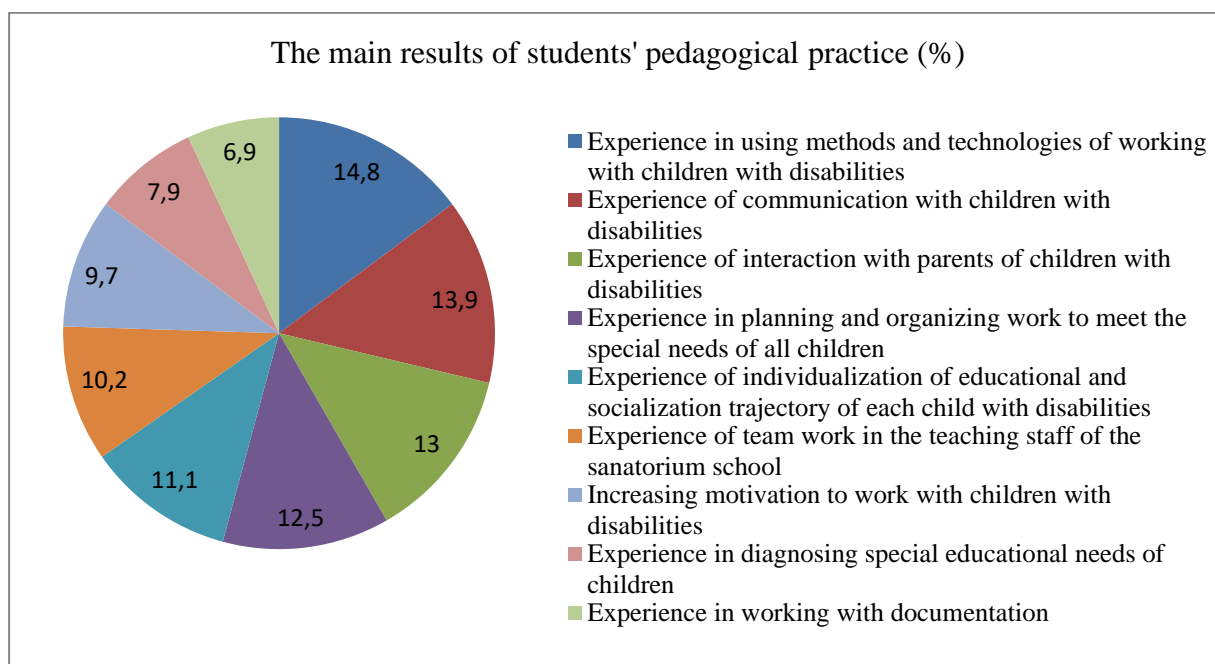 The main results of students' pedagogical practice (%)
14,8
13,9
13
12,5
11,1
10,2
9,7
7,9
6,9
Experience in using methods and technologies of working
with children with disabilities
Experience of communication with children with
disabilities
Experience of interaction with parents of children with
disabilities
Experience in planning and organizing work to meet the
special needs of all children
Experience of individualization of educational and
socialization trajectory of each child with disabilities
Experience of team work in the teaching staff of the
sanatorium school
Increasing motivation to work with children with
disabilities
Experience in diagnosing special educational needs of
children
Experience in working with documentation